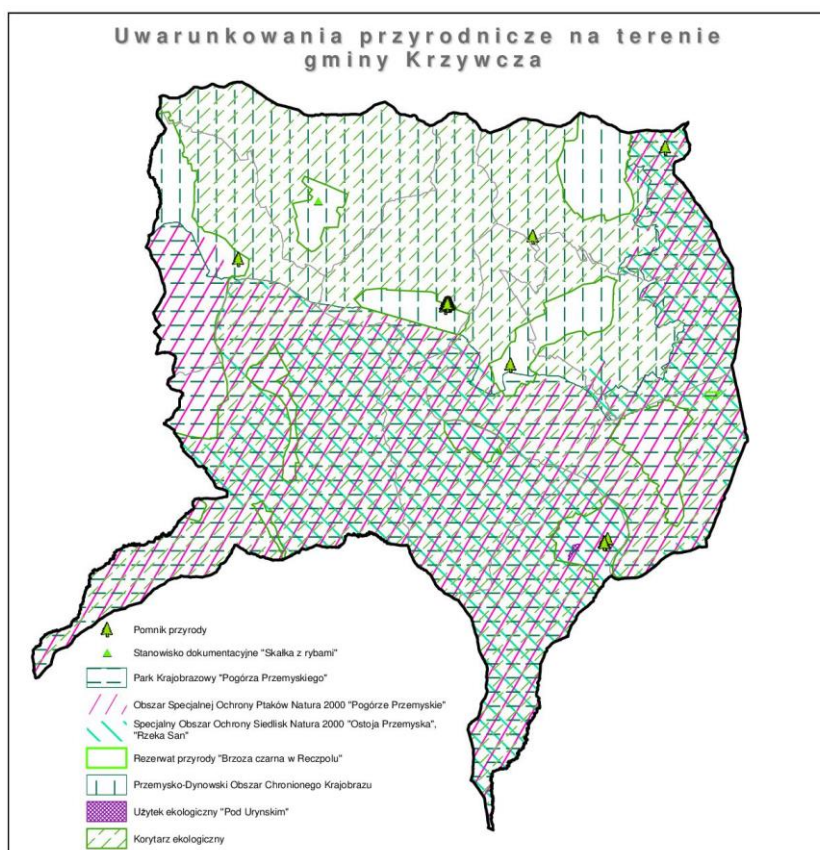 Uwarunkowania przyrodnicze na terenie
gminy Krzywcza
Pomnik przyrody
Stanowisko dokumentacyjne "Skałka z rybami"
Park Krajobrazowy "Pogórza Przemyskiego"
Obszar Specjalnej Ochrony Ptaków Natura 2000 "Pogórze Przemyskie"
Specjalny Obszar Ochrony Siedlisk Natura 2000 "Ostoja Przemyska",
"Rzeka San"
Rezerwat przyrody "Brzoza czarna w Reczpolu"
Przemysko-Dynowski Obszar Chronionego Krajobrazu
Użytek ekologiczny "Pod Urynskim"
Korytarz ekologiczny